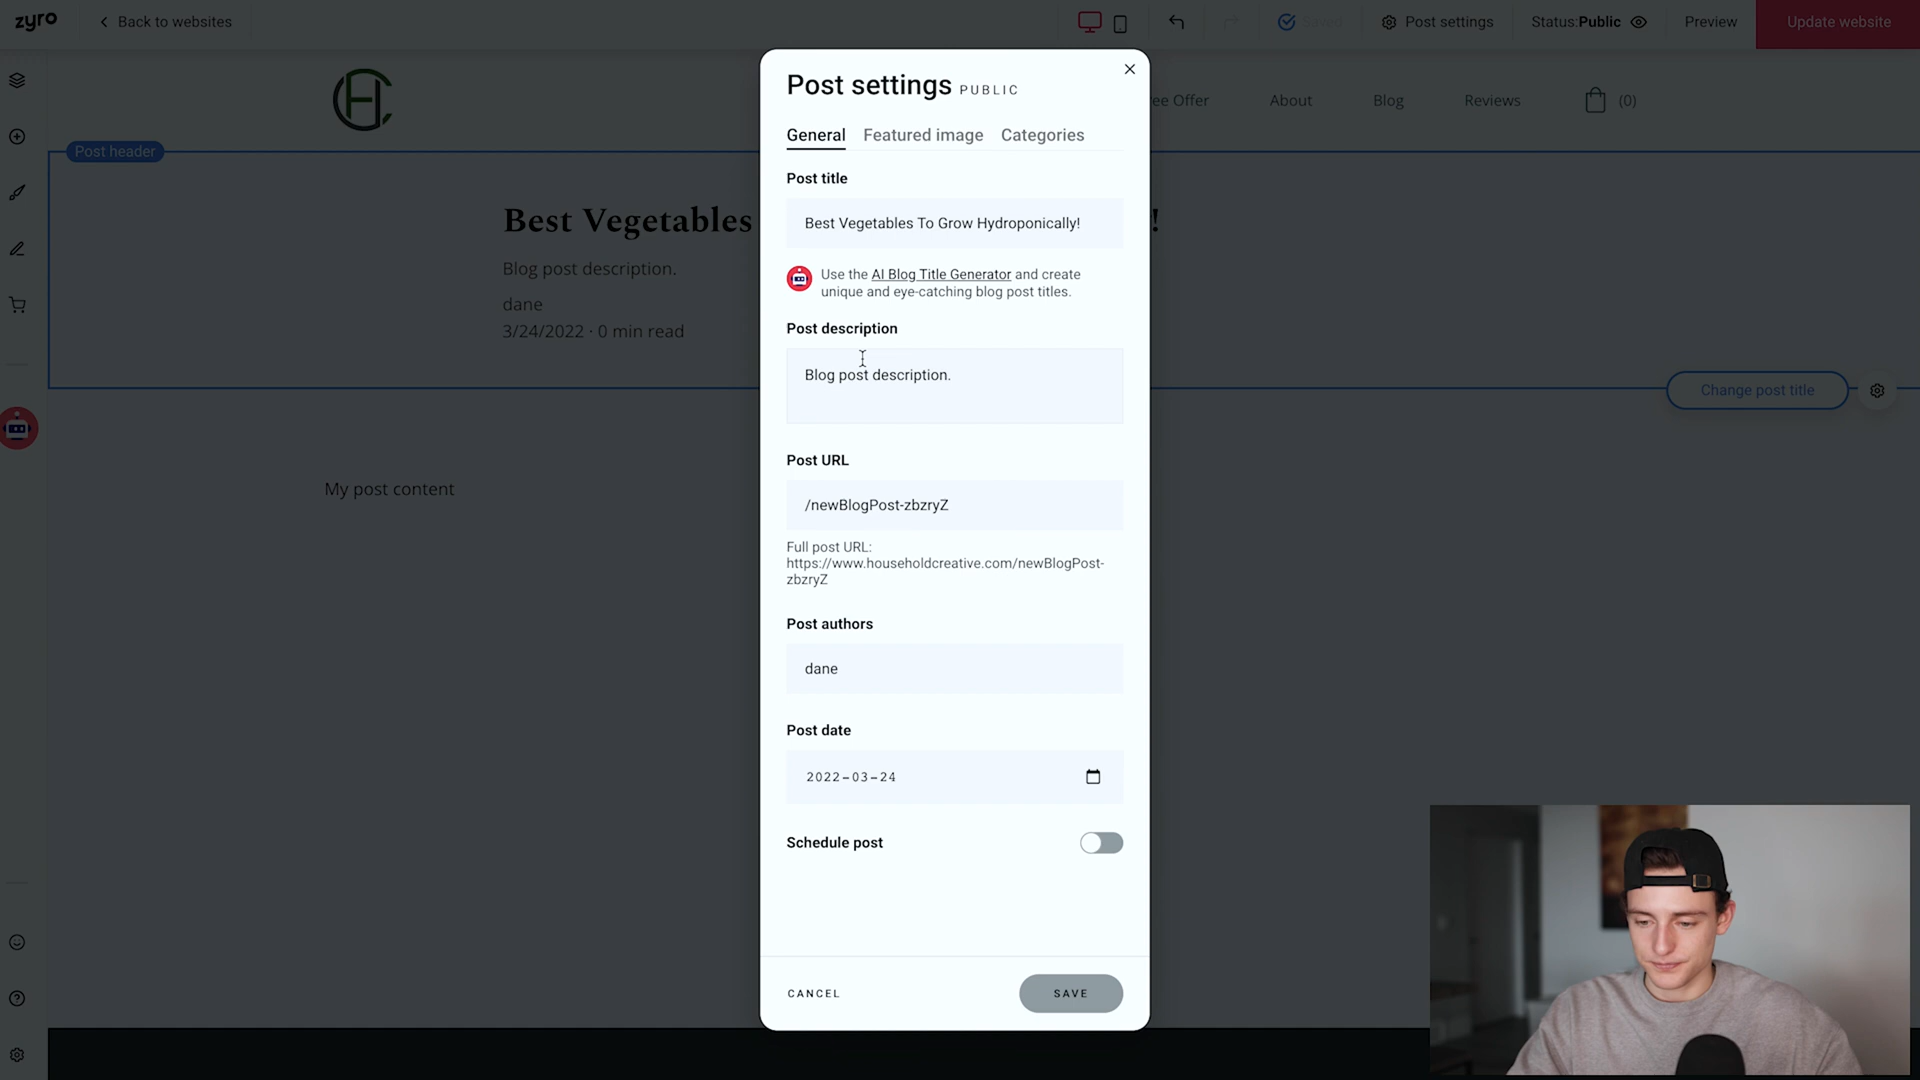 zyro
Back to websites
Saved
Post settings
Status:Public
Preview
Update website
ree Offer
About
Blog
Reviews
(0)
Post header
Best Vegetables
!
Blog post description.
dane
3/24/2022 · 0 min read
Change post title
My post content
Post settings PUBLIC
General
Featured image
Categories
Post title
Best Vegetables To Grow Hydroponically!
Use the AI Blog Title Generator and create
unique and eye-catching blog post titles.
Post description
Blog post description.
Post URL
/newBlogPost-zbzryZ
Full post URL:
https://www.householdcreative.com/newBlogPost-
zbzryZ
Post authors
dane
Post date
2022-03-24
Schedule post
CANCEL
SAVE